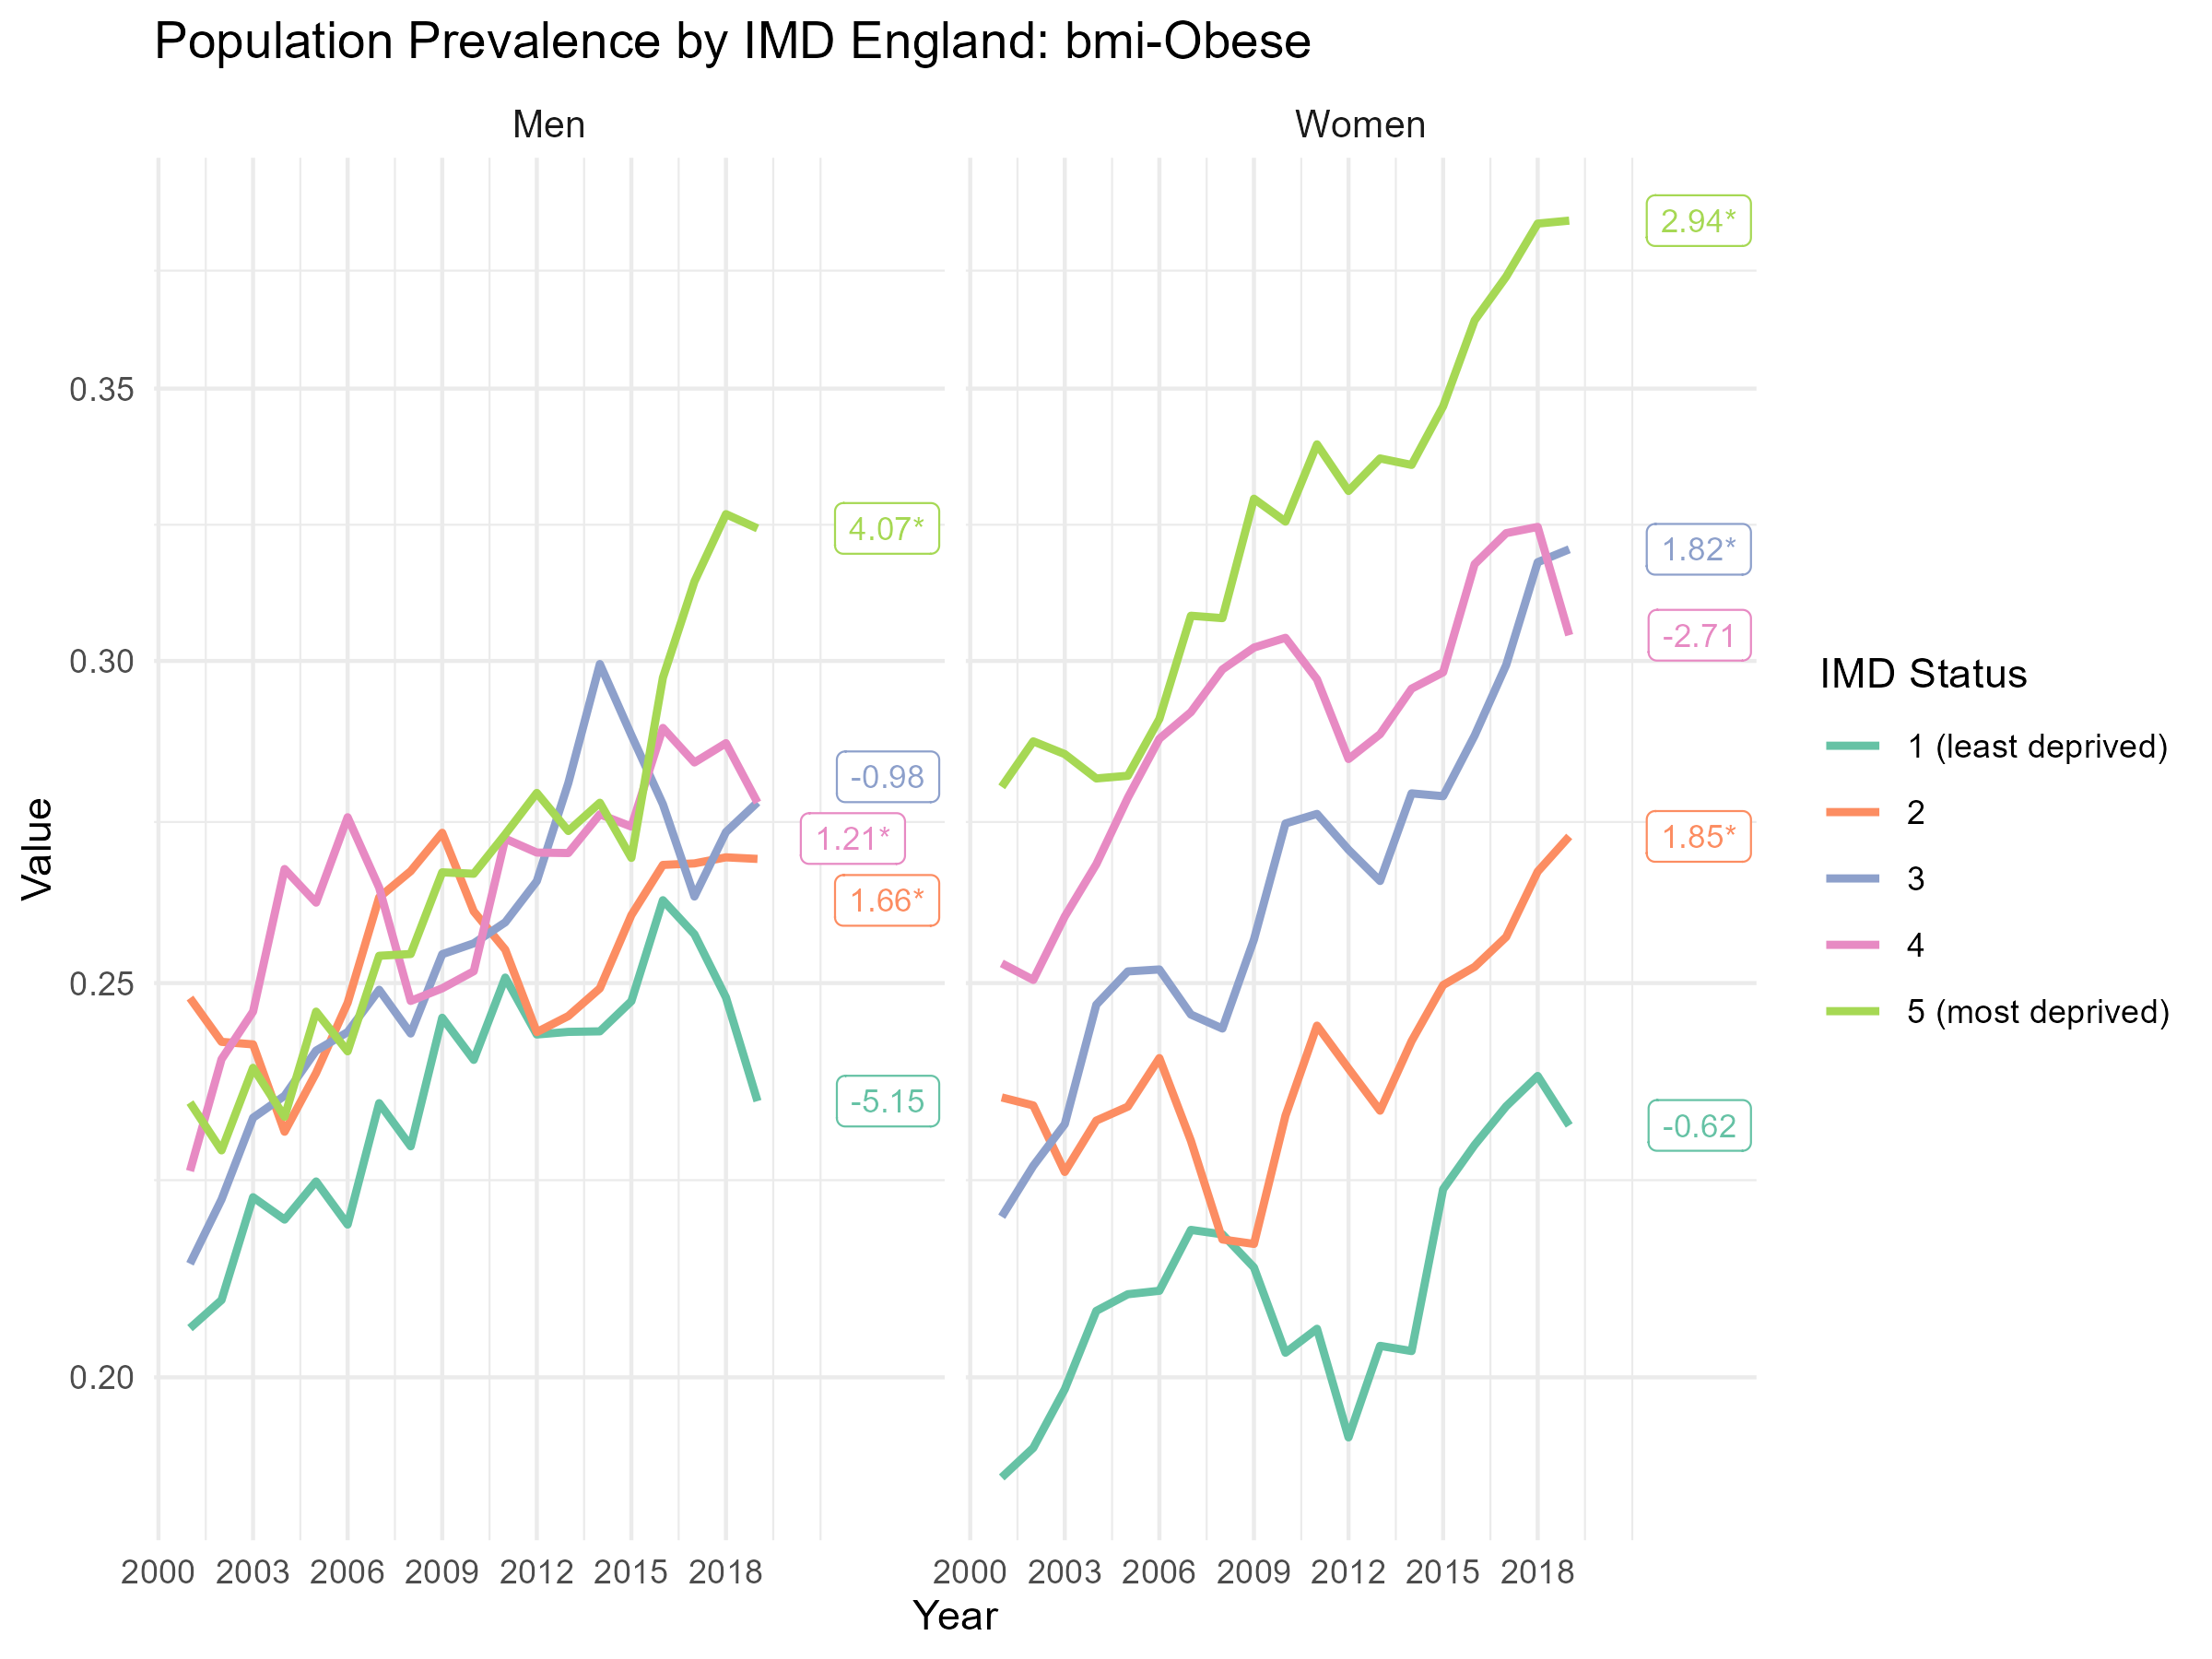 Population Prevalence by IMD England: bmi-Obese
Men
Women
Value
0.35
0.30
0.25
0.20
4.07*
-0.98
1.21*
1.66*
-5.15
2.94*
1.82*
-2.71
1.85*
-0.62
2000 2003 2006 2009 2012 2015 2018
2000 2003 2006 2009 2012 2015 2018
Year
IMD Status
1 (least deprived)
2
3
4
5 (most deprived)